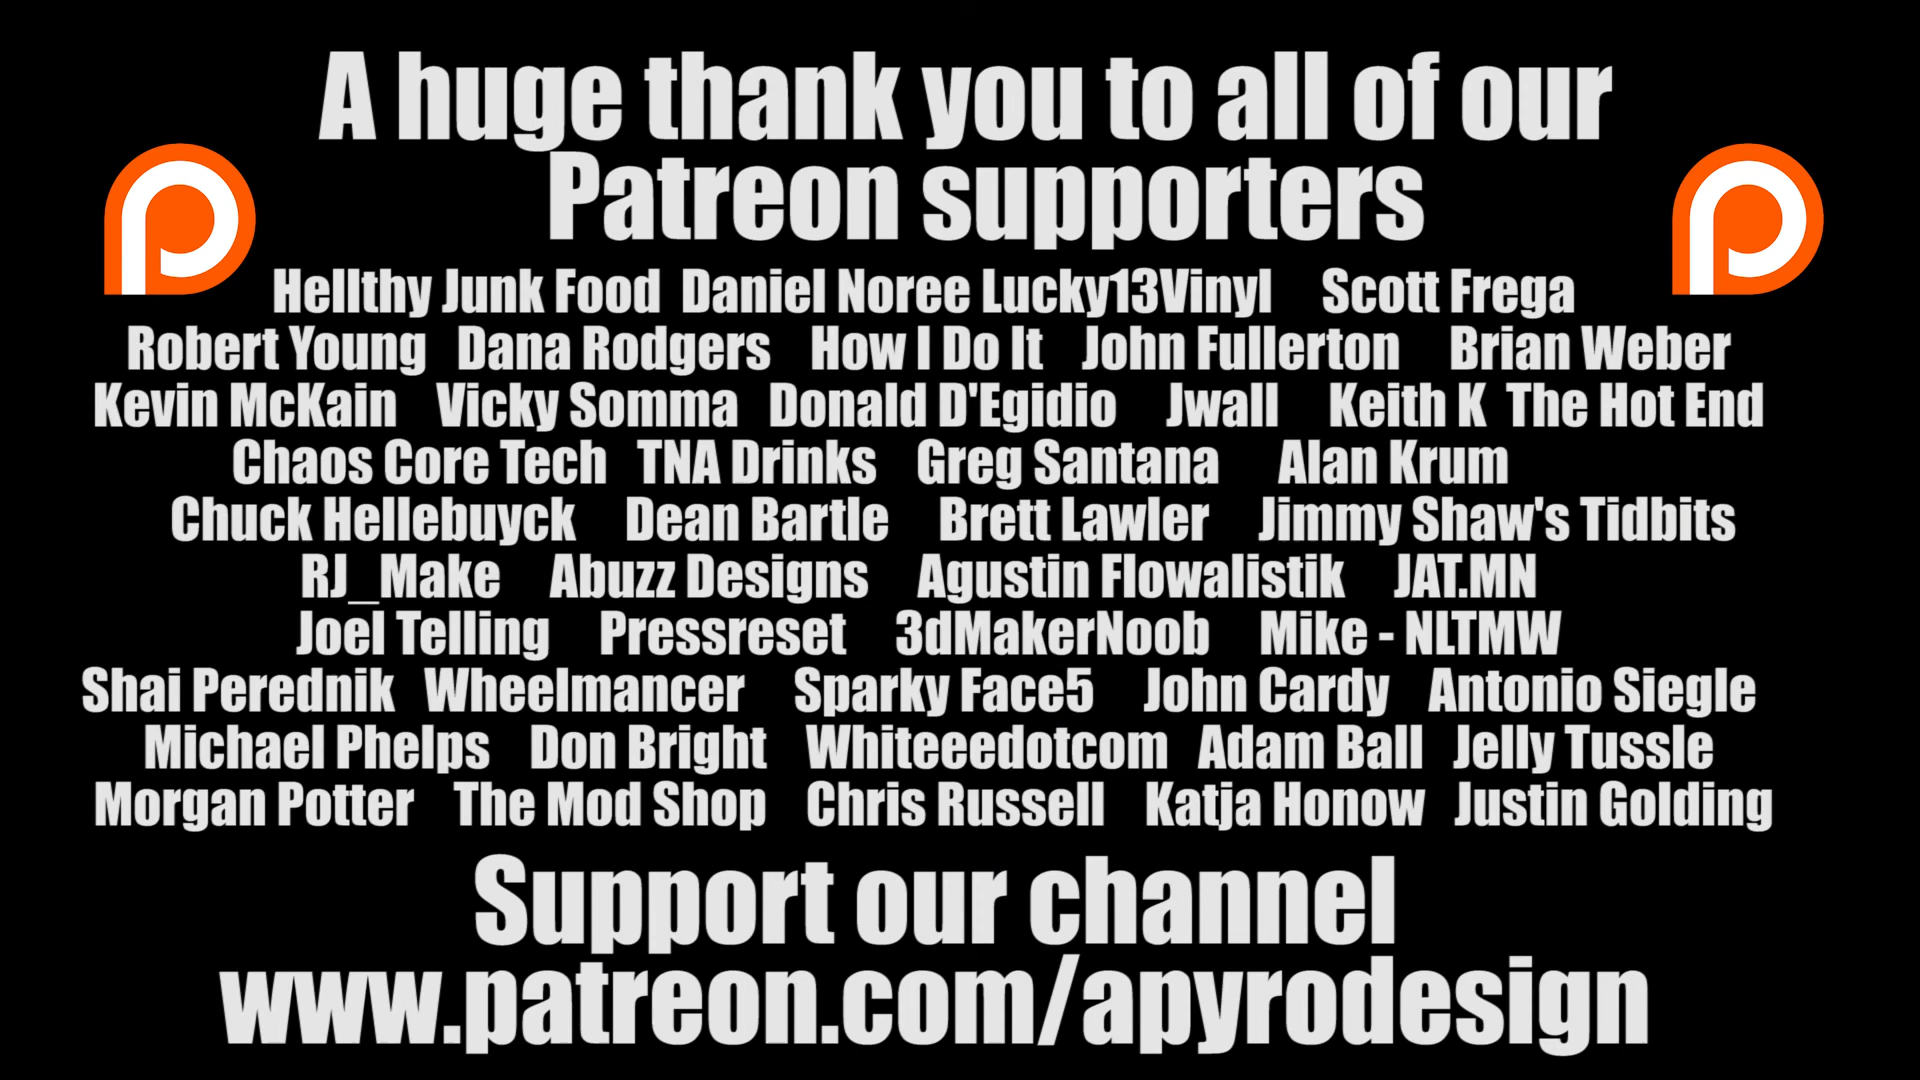 A huge thank you to all of our
Patreon supporters
Hellthy Junk Food Daniel Noree Lucky13Vinyl Scott Frega
Robert Young Dana Rodgers How I Do It John Fullerton Brian Weber
Kevin McKain Vicky Somma Donald D'Egidio Jwall Keith K The Hot End
Chaos Core Tech TNA Drinks Greg Santana Alan Krum
Chuck Hellebuyck Dean Bartle Brett Lawler Jimmy Shaw's Tidbits
RJ_Make Abuzz Designs Agustin Flowalistik JAT.MN
Joel Telling Pressreset 3dMakerNoob Mike - NLTMW
Shai Perednik Wheelmancer Sparky Face5 John Cardy Antonio Siegle
Michael Phelps Don Bright Whiteeedotcom Adam Ball Jelly Tussle
Morgan Potter The Mod Shop Chris Russell Katja Honow Justin Golding
Support our channel
www.patreon.com/apyrodesign